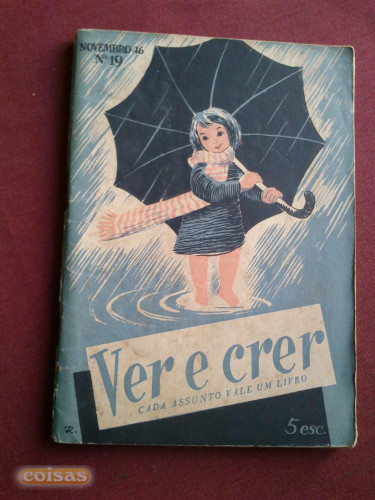 NOVEMBRO 46
Nº 19
Ver e crer
CADA ASSUNTO VALE UM LIVRO
R.
5 esc.
coisas